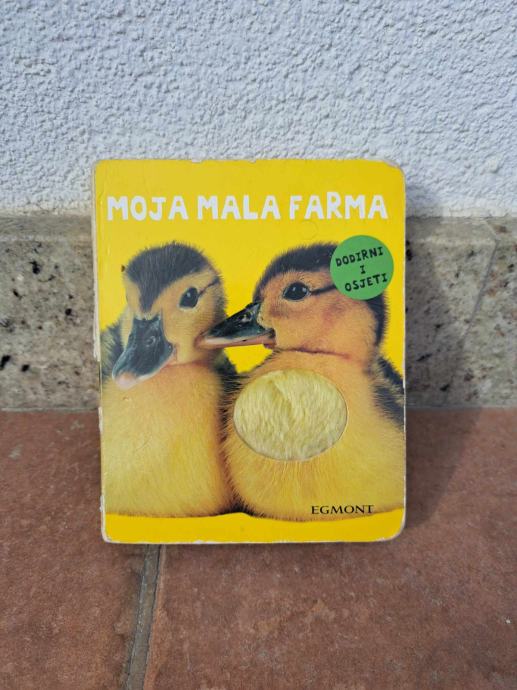 MOJA MALA FARMA
DODIRNI
I
OSJETI
EGMONT